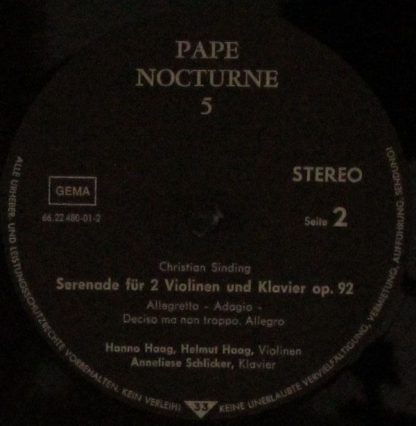 PAPE
NOCTURNE
5
STEREO
GEMA
66.22 480-01-2
Seite 2
Christian Sinding
Serenade für 2 Violinen und Klavier op. 92
Allegretto - Adagio -
Deciso ma non troppo, Allegro
Hanno Haag, Helmut Haag, Violinen
Anneliese Schlicker, Klavier
ALLE URHEBER- UND LEISTUNGSSCHUTZRECHTE VORBEHALTEN. KEIN VERLEIH!
33
KEINE UNERLAUBTE VERVIELFÄLTIGUNG, VERMIETUNG, AUFFÜHRUNG, SENDUNG!